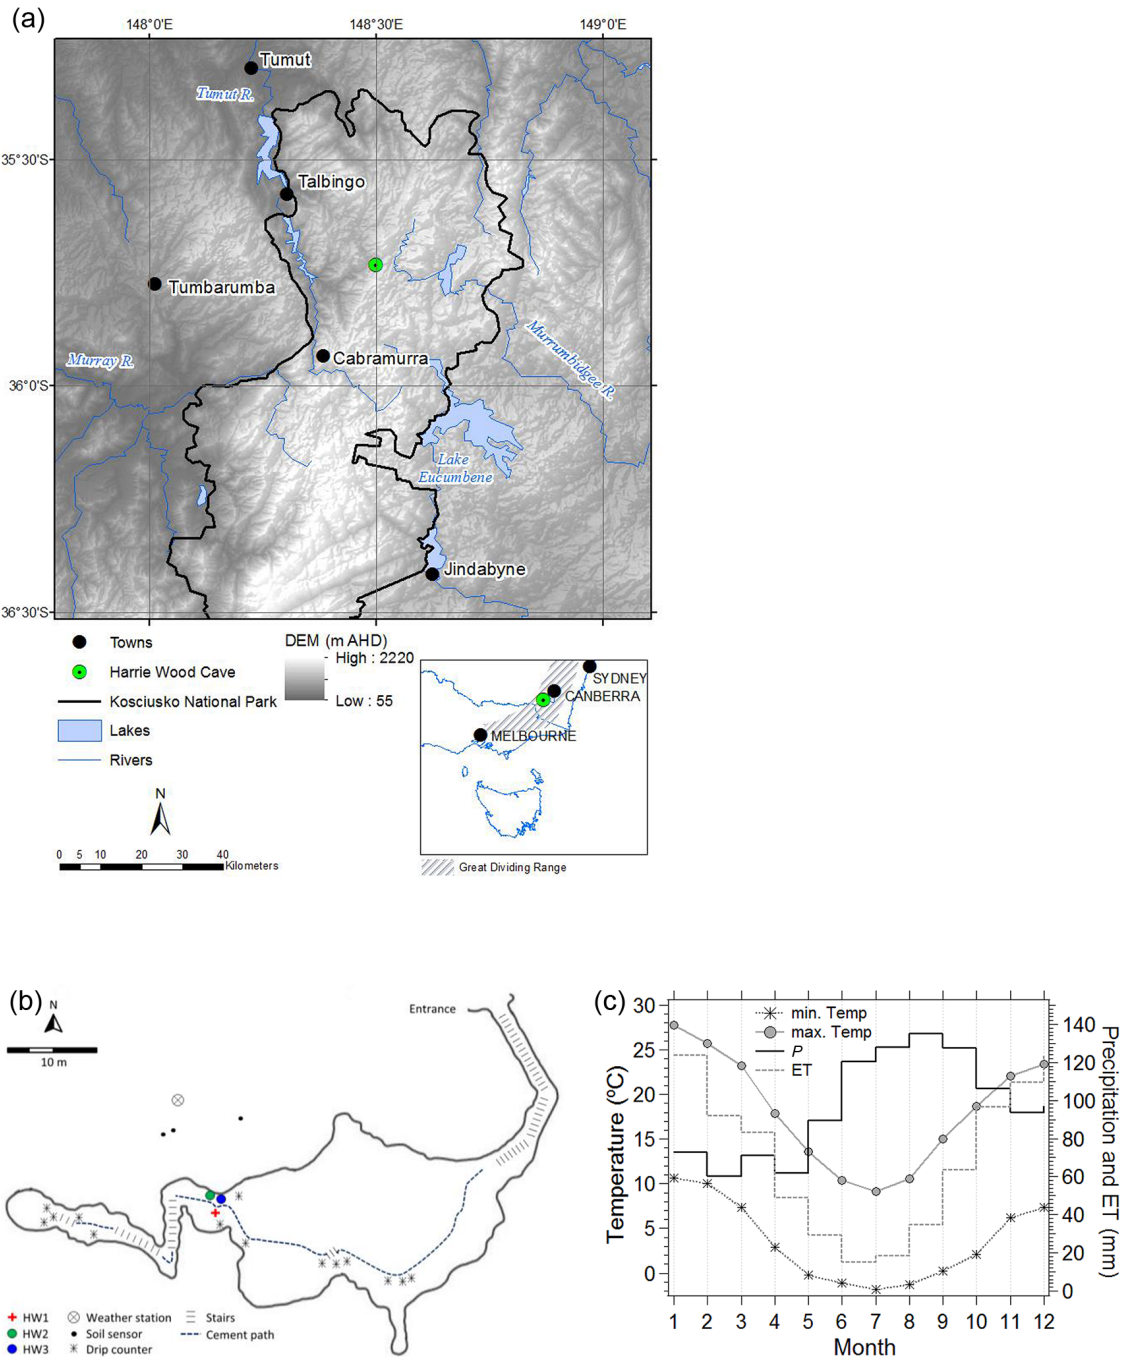 (a)
148°0'E
148°30'E
149°0'E
Tumut
Tumut R.
35°30'S
Talbingo
Tumbarumba
Murrumbidgee R.
Murray R.
Cabramurra
36°0'S
Lake
Eucumbene
Jindabyne
36°30'S
Towns
Harrie Wood Cave
Kosciusko National Park
Lakes
Rivers
DEM (m AHD)
High : 2220
Low : 55
N
0 5 10 20 30 40
Kilometers
SYDNEY
CANBERRA
MELBOURNE
Great Dividing Range
(b)
N
10 m
Entrance
HW1
HW2
HW3
Weather station
Soil sensor
Drip counter
Stairs
Cement path
(c)
min. Temp
max. Temp
P
ET
Temperature (ºC)
30
25
20
15
10
5
0
Precipitation and ET (mm)
140
120
100
80
60
40
20
0
1 2 3 4 5 6 7 8 9 10 11 12
Month